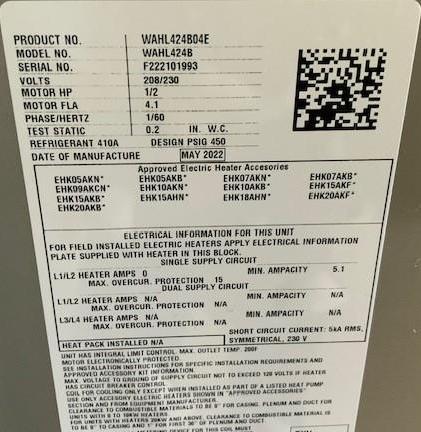 PRODUCT NO. WAHL424B04E
MODEL NO. WAHL424B
SERIAL NO. F222101993
VOLTS 208/230
MOTOR HP 1/2
MOTOR FLA 4.1
PHASE/HERTZ 1/60
TEST STATIC 0.2 IN. W.C.
REFRIGERANT 410A DESIGN PSIG 450
DATE OF MANUFACTURE MAY 2022
Approved Electric Heater Accesories
EHK05AKN* EHK05AKB* EHK07AKN* EHK07AKB*
EHK09AKCN* EHK10AKN* EHK10AKB* EHK15AKF*
EHK15AKB* EHK15AHN* EHK18AHN* EHK20AKF*
EHK20AKB*
ELECTRICAL INFORMATION FOR THIS UNIT
FOR FIELD INSTALLED ELECTRIC HEATERS APPLY ELECTRICAL INFORMATION
PLATE SUPPLIED WITH HEATER IN THIS BLOCK.
SINGLE SUPPLY CIRCUIT
L1/L2 HEATER AMPS 0 MIN. AMPACITY 5.1
MAX. OVERCUR. PROTECTION 15
DUAL SUPPLY CIRCUIT
L1/L2 HEATER AMPS N/A MIN. AMPACITY N/A
MAX. OVERCUR. PROTECTION N/A
L3/L4 HEATER AMPS N/A MIN. AMPACITY N/A
MAX. OVERCUR. PROTECTION N/A
SHORT CIRCUIT CURRENT: 5kA RMS,
HEAT PACK INSTALLED N/A SYMMETRICAL, 230 V
UNIT HAS INTEGRAL LIMIT CONTROL. MAX. OUTLET TEMP. 200F
MOTOR ELECTRONICALLY PROTECTED.
SEE INSTALLATION INSTRUCTIONS FOR SPECIFIC INSTALLATION REQUIREMENTS AND
APPROVED ACCESSORY KIT INFORMATION.
MAX. VOLTAGE TO GROUND OF SUPPLY CIRCUIT NOT TO EXCEED 120 VOLTS IF HEATER
HAS CIRCUIT BREAKER CONTROL
COIL FOR COOLING ONLY EXCEPT WHEN INSTALLED AS PART OF A LISTED HEAT PUMP
USE ONLY ACCESSORY ELECTRIC HEATERS SHOWN IN "APPROVED ACCESSORIES"
SECTION AND FROM EQUIPMENT MANUFACTURER.
CLEARANCE TO COMBUSTIBLE MATERIALS TO BE 0" FOR CASING, PLENUM AND DUCT FOR
UNITS WITH 0 TO 18KW HEATERS
FOR UNITS WITH HEATERS 20KW AND ABOVE, CLEARANCE TO COMBUSTIBLE MATERIAL IS
TO BE 0" TO CASING AND 1" FOR FIRST 36" OF PLENUM AND DUCT.
DEVICE FOR THIS COIL MUST